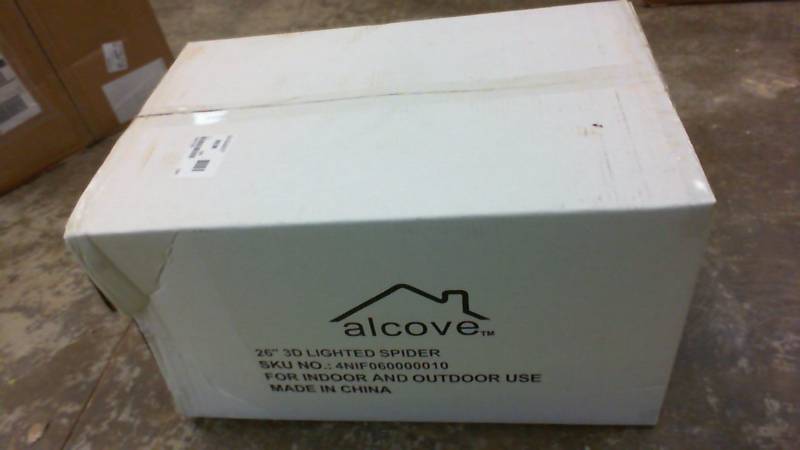 alcove™
26" 3D LIGHTED SPIDER
SKU NO.: 4NIF060000010
FOR INDOOR AND OUTDOOR USE
MADE IN CHINA